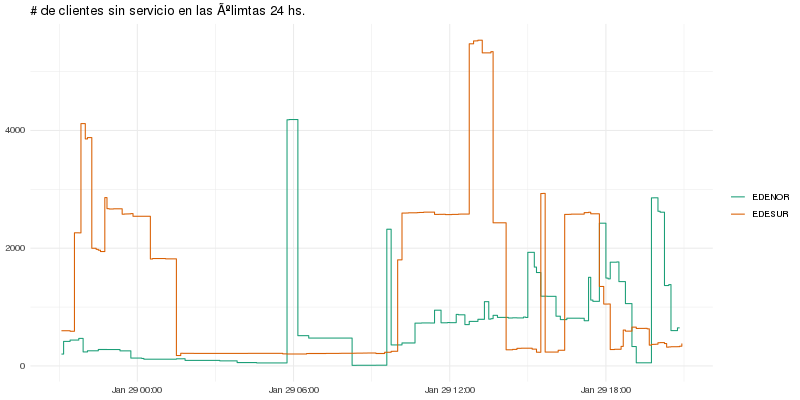 # de clientes sin servicio en las Ãºlimtas 24 hs.
4000
2000
0
Jan 29 00:00
Jan 29 06:00
Jan 29 12:00
Jan 29 18:00
EDENOR
EDESUR